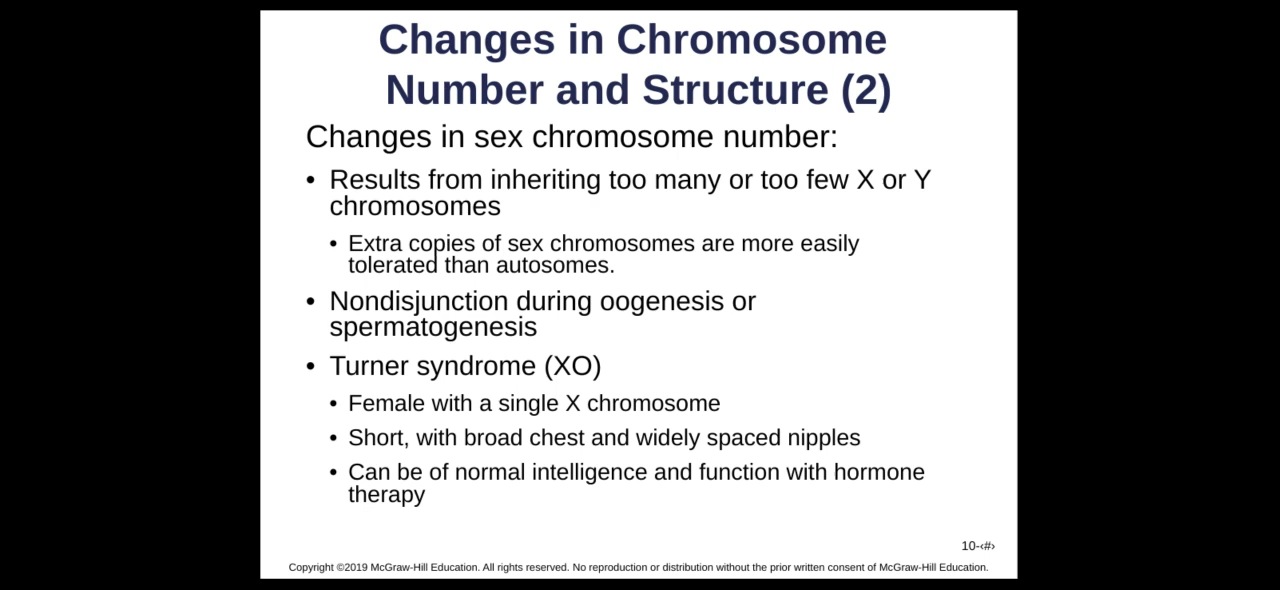 Changes in Chromosome
Number and Structure (2)
Changes in sex chromosome number:
• Results from inheriting too many or too few X or Y
chromosomes
• Extra copies of sex chromosomes are more easily
tolerated than autosomes.
• Nondisjunction during oogenesis or
spermatogenesis
• Turner syndrome (XO)
• Female with a single X chromosome
• Short, with broad chest and widely spaced nipples
• Can be of normal intelligence and function with hormone
therapy
10-‹#›
Copyright ©2019 McGraw-Hill Education. All rights reserved. No reproduction or distribution without the prior written consent of McGraw-Hill Education.